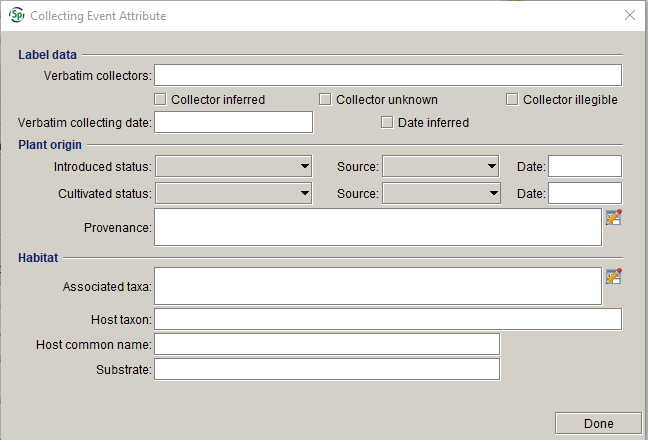 Sp Collecting Event Attribute
Label data
Verbatim collectors:
Collector inferred Collector unknown Collector illegible
Verbatim collecting date: Date inferred
Plant origin
Introduced status: Source: Date:
Cultivated status: Source: Date:
Provenance:
Habitat
Associated taxa:
Host taxon:
Host common name:
Substrate:
Done